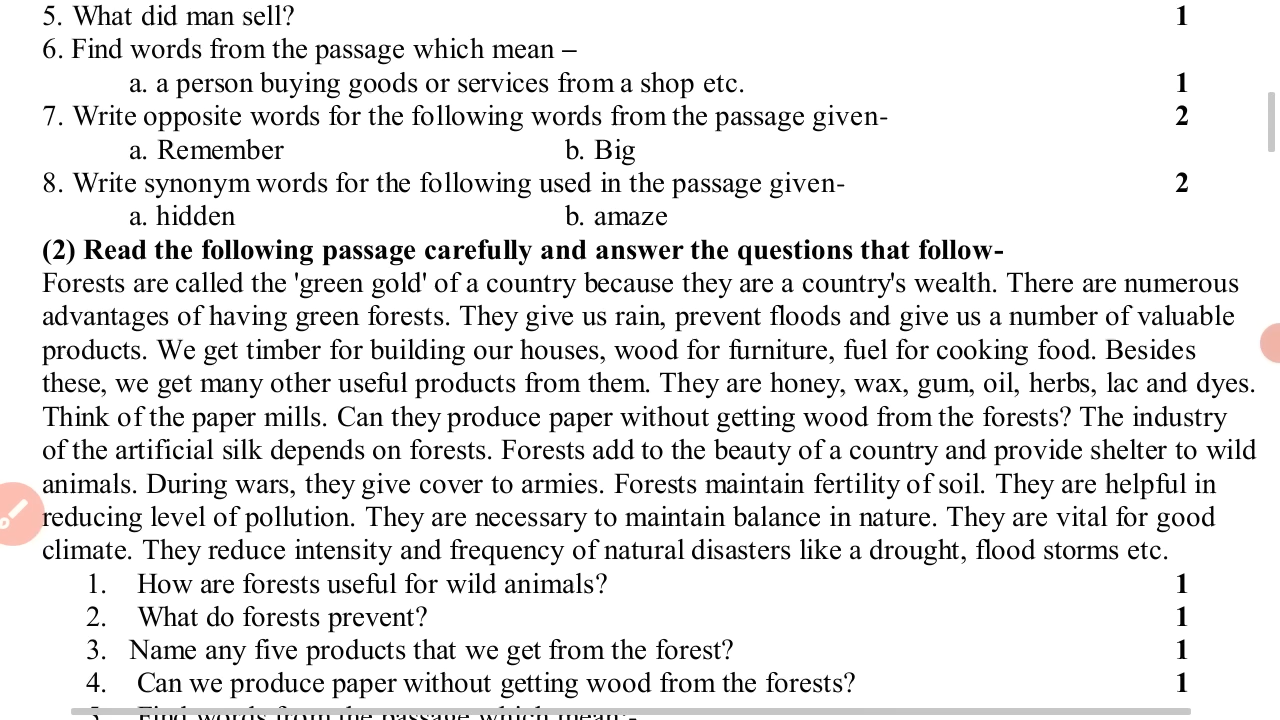 5. What did man sell? 1
6. Find words from the passage which mean –
a. a person buying goods or services from a shop etc. 1
7. Write opposite words for the following words from the passage given- 2
a. Remember b. Big
8. Write synonym words for the following used in the passage given- 2
a. hidden b. amaze
(2) Read the following passage carefully and answer the questions that follow-
Forests are called the 'green gold' of a country because they are a country's wealth. There are numerous
advantages of having green forests. They give us rain, prevent floods and give us a number of valuable
products. We get timber for building our houses, wood for furniture, fuel for cooking food. Besides
these, we get many other useful products from them. They are honey, wax, gum, oil, herbs, lac and dyes.
Think of the paper mills. Can they produce paper without getting wood from the forests? The industry
of the artificial silk depends on forests. Forests add to the beauty of a country and provide shelter to wild
animals. During wars, they give cover to armies. Forests maintain fertility of soil. They are helpful in
reducing level of pollution. They are necessary to maintain balance in nature. They are vital for good
climate. They reduce intensity and frequency of natural disasters like a drought, flood storms etc.
1. How are forests useful for wild animals? 1
2. What do forests prevent? 1
3. Name any five products that we get from the forest? 1
4. Can we produce paper without getting wood from the forests? 1
5. Find words from the passage which mean:-